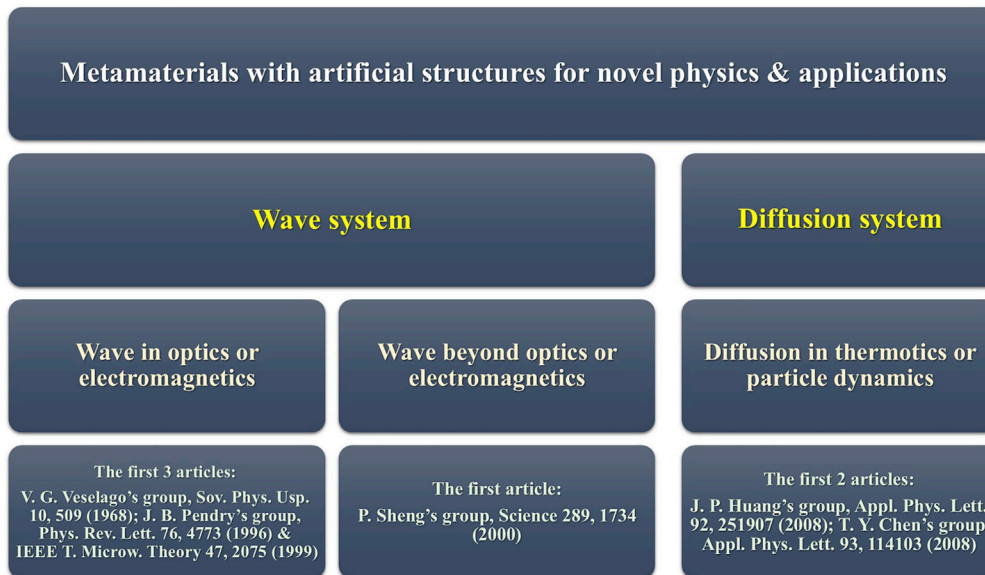 Metamaterials with artificial structures for novel physics & applications
Wave system
Diffusion system
Wave in optics or
electromagnetics
Wave beyond optics or
electromagnetics
Diffusion in thermotics or
particle dynamics
The first 3 articles:
V. G. Veselago’s group, Sov. Phys. Usp.
10, 509 (1968); J. B. Pendry’s group,
Phys. Rev. Lett. 76, 4773 (1996) &
IEEE T. Microw. Theory 47, 2075 (1999)
The first article:
P. Sheng’s group, Science 289, 1734
(2000)
The first 2 articles:
J. P. Huang’s group, Appl. Phys. Lett.
92, 251907 (2008); T. Y. Chen’s group,
Appl. Phys. Lett. 93, 114103 (2008)